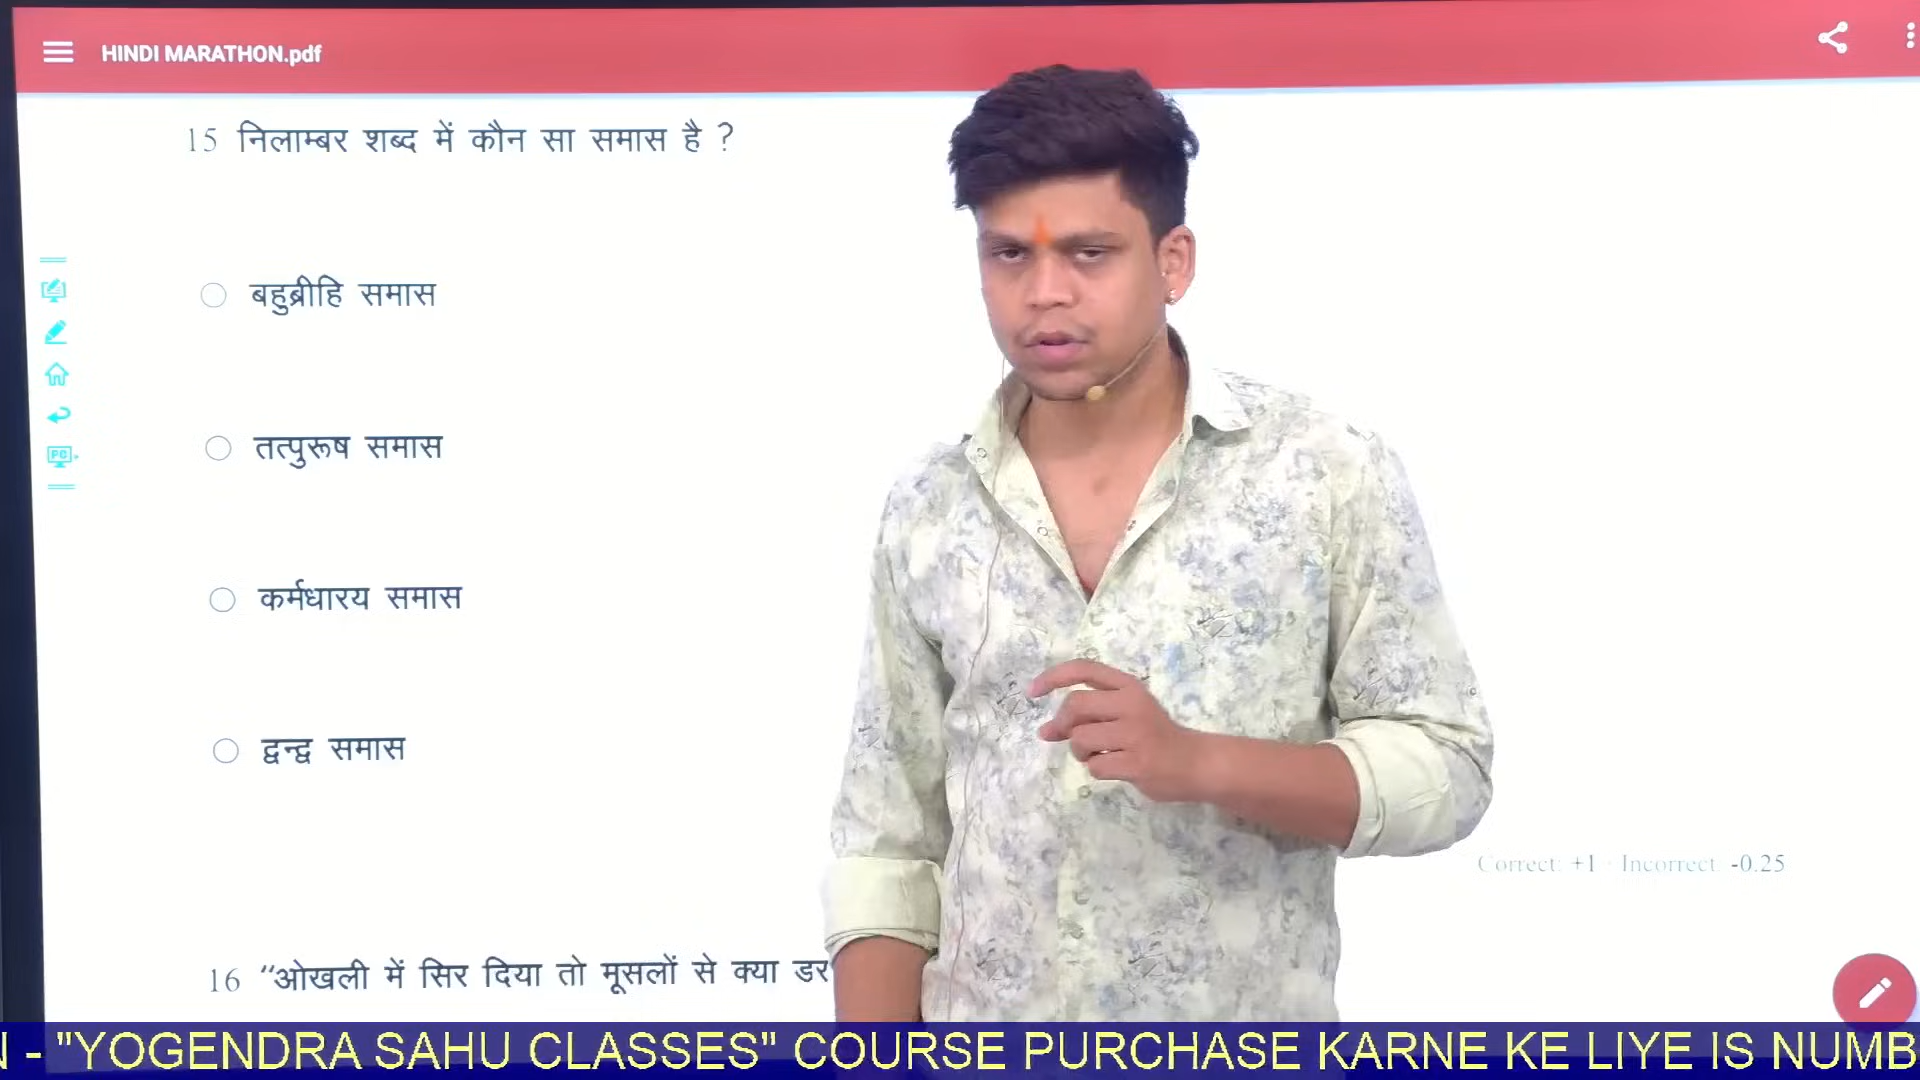 HINDI MARATHON.pdf
15 निलाम्बर शब्द में कौन सा समास है ?
बहुब्रीहि समास
तत्पुरूष समास
PC
कर्मधारय समास
द्वन्द्व समास
Correct: +1 · Incorrect: -0.25
16 “ओखली में सिर दिया तो मूसलों से क्या डर
- "YOGENDRA SAHU CLASSES" COURSE PURCHASE KARNE KE LIYE IS